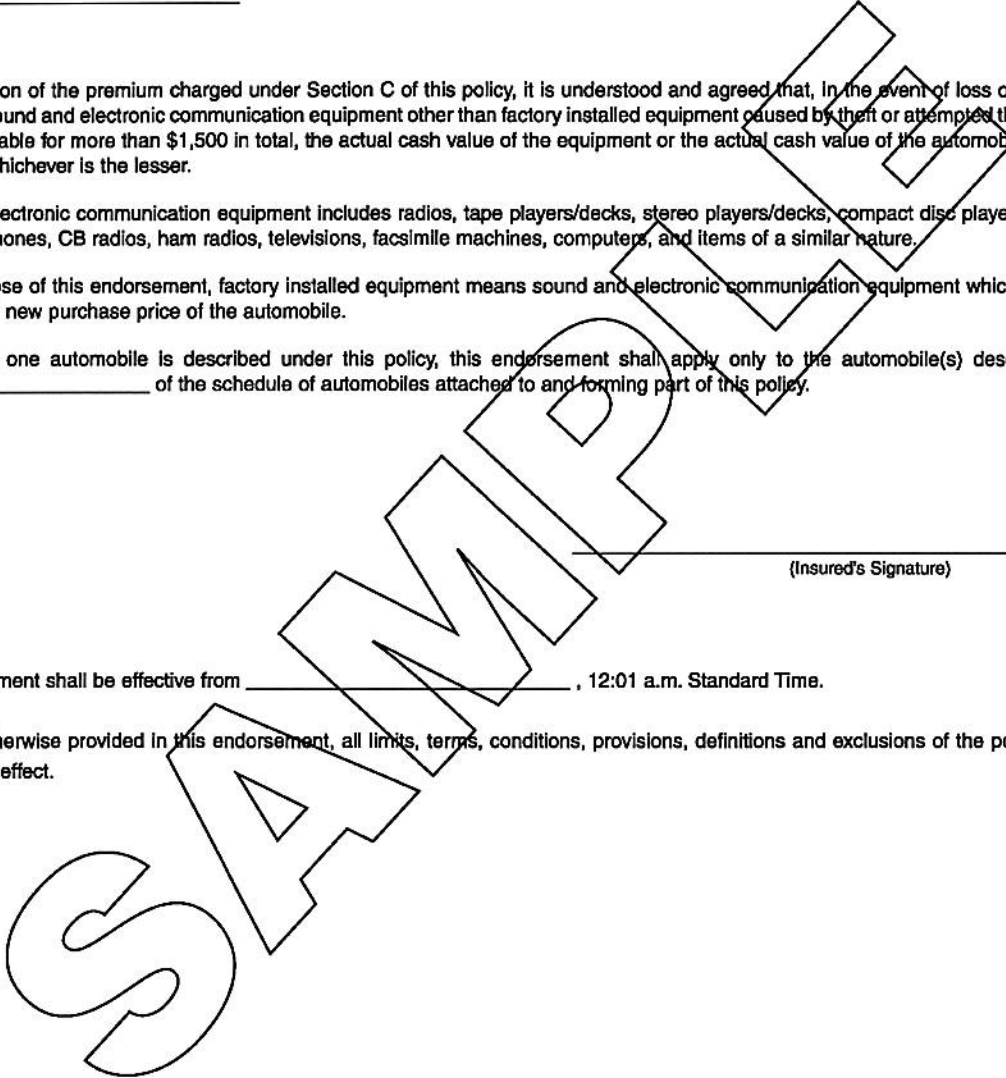 on of the premium charged under Section C of this policy, it is understood and agreed that, in the event of loss o
und and electronic communication equipment other than factory installed equipment caused by theft or attempted th
able for more than $1,500 in total, the actual cash value of the equipment or the actual cash value of the automob
hichever is the lesser.
ectronic communication equipment includes radios, tape players/decks, stereo players/decks, compact disc playe
ones, CB radios, ham radios, televisions, facsimile machines, computers, and items of a similar nature.
se of this endorsement, factory installed equipment means sound and electronic communication equipment whic
new purchase price of the automobile.
one automobile is described under this policy, this endorsement shall apply only to the automobile(s) des
of the schedule of automobiles attached to and forming part of this policy.
(Insured's Signature)
ment shall be effective from , 12:01 a.m. Standard Time.
erwise provided in this endorsement, all limits, terms, conditions, provisions, definitions and exclusions of the po
effect.
SAMPLE